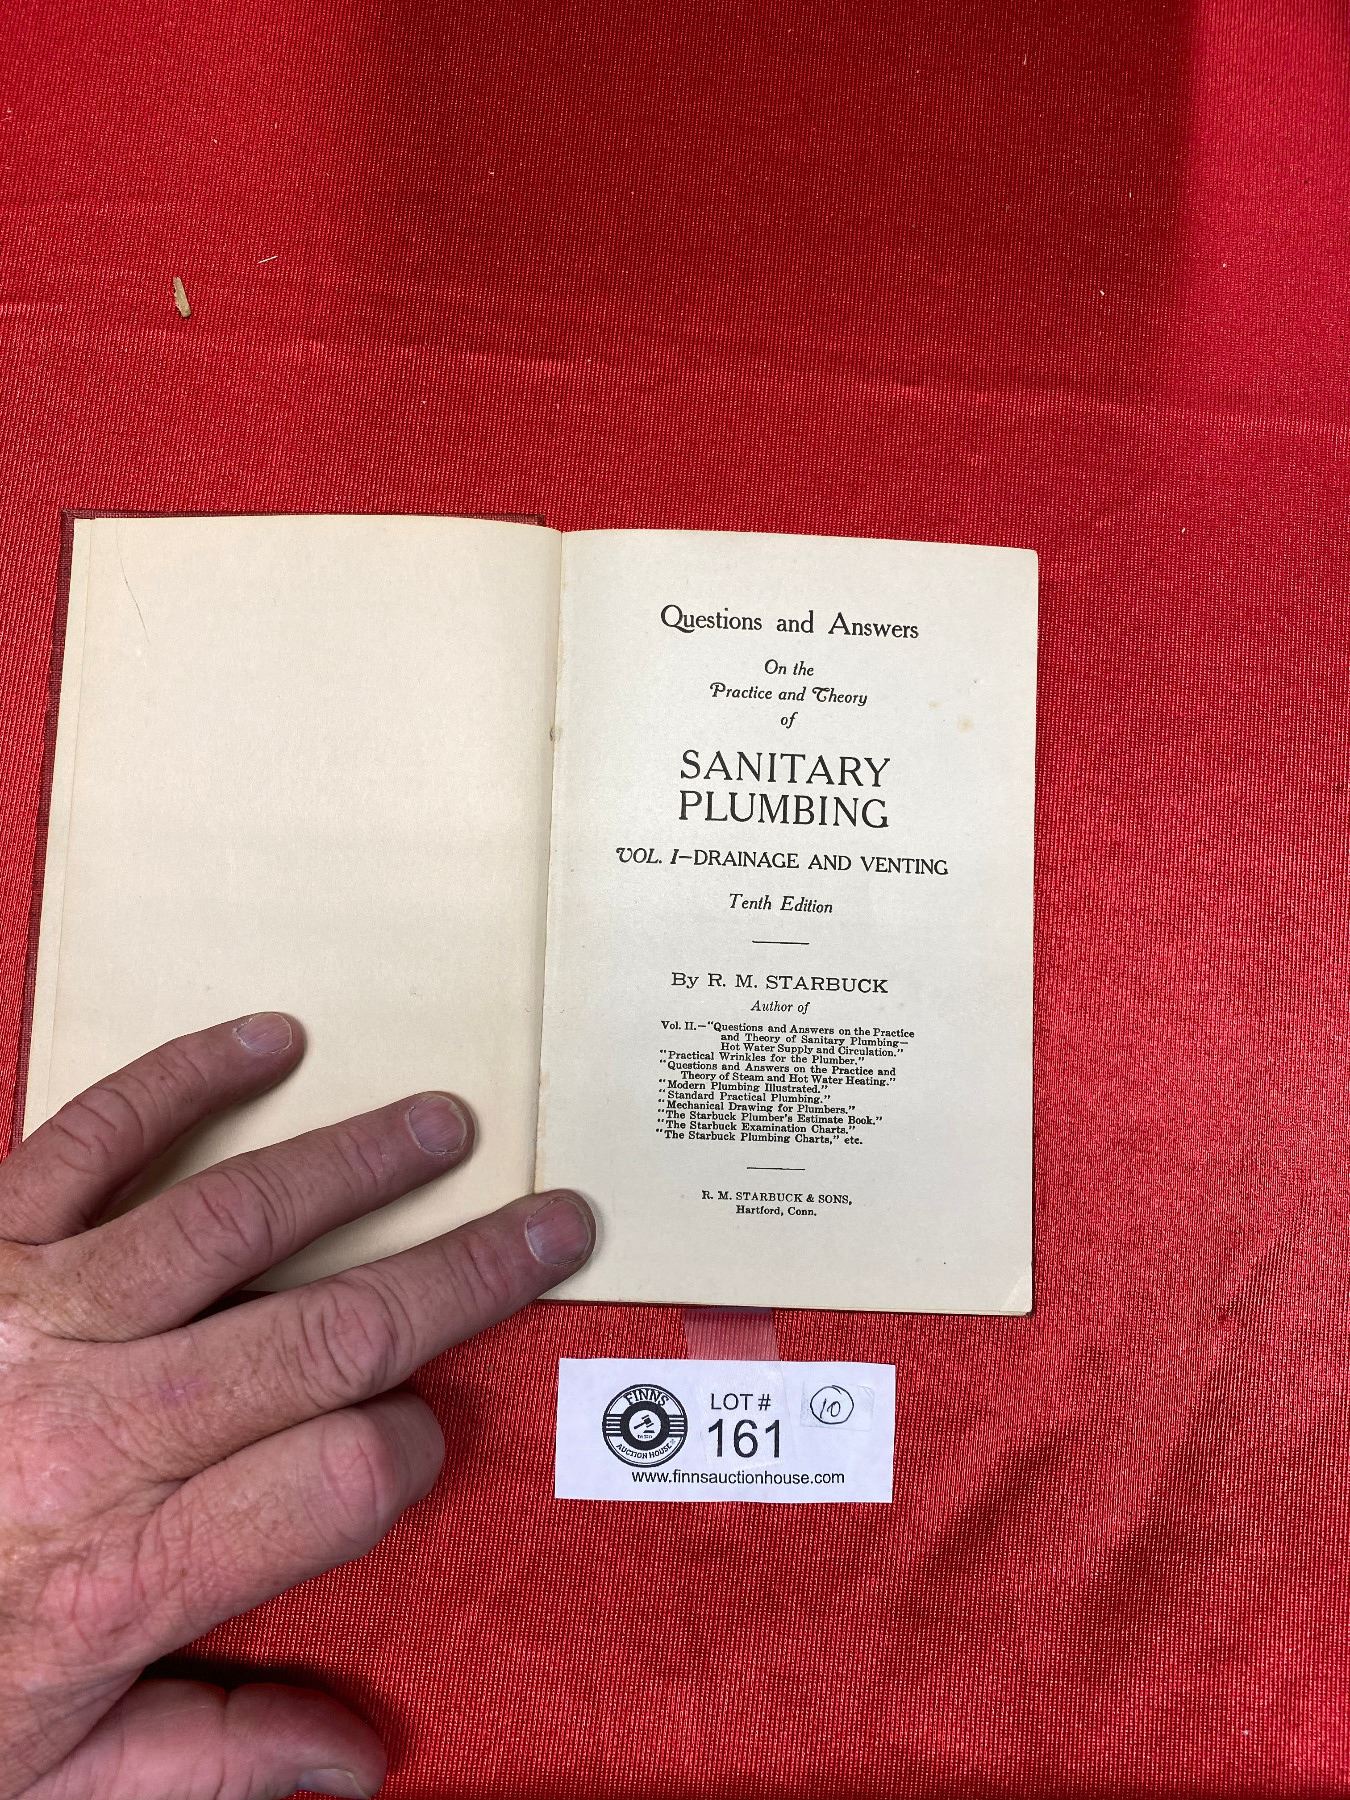 Questions and Answers
On the
Practice and Theory
of
SANITARY
PLUMBING
VOL. I—DRAINAGE AND VENTING
Tenth Edition
By R. M. STARBUCK
Author of
Vol. II.—"Questions and Answers on the Practice
and Theory of Sanitary Plumbing—
Hot Water Supply and Circulation."
"Practical Wrinkles for the Plumber."
"Questions and Answers on the Practice and
Theory of Steam and Hot Water Heating."
"Modern Plumbing Illustrated."
"Standard Practical Plumbing."
"Mechanical Drawing for Plumbers."
"The Starbuck Plumber's Estimate Book."
"The Starbuck Examination Charts."
"The Starbuck Plumbing Charts," etc.
R. M. STARBUCK & SONS,
Hartford, Conn.
FINNS
AUCTION HOUSE
LOT #
161
10
www.finnsauctionhouse.com